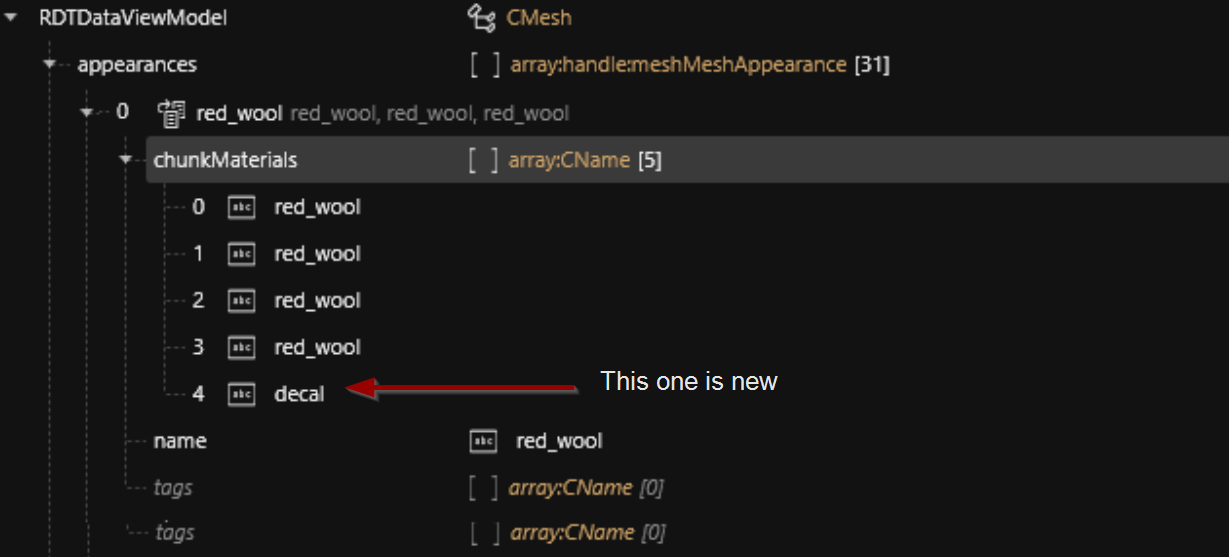 RDTDataViewModel CMesh
appearances [ ] array:handle:meshMeshAppearance [31]
0 red_wool red_wool, red_wool, red_wool
chunkMaterials [ ] array:CName [5]
0 abc red_wool
1 abc red_wool
2 abc red_wool
3 abc red_wool
4 abc decal This one is new
name abc red_wool
tags [ ] array:CName [0]
tags [ ] array:CName [0]